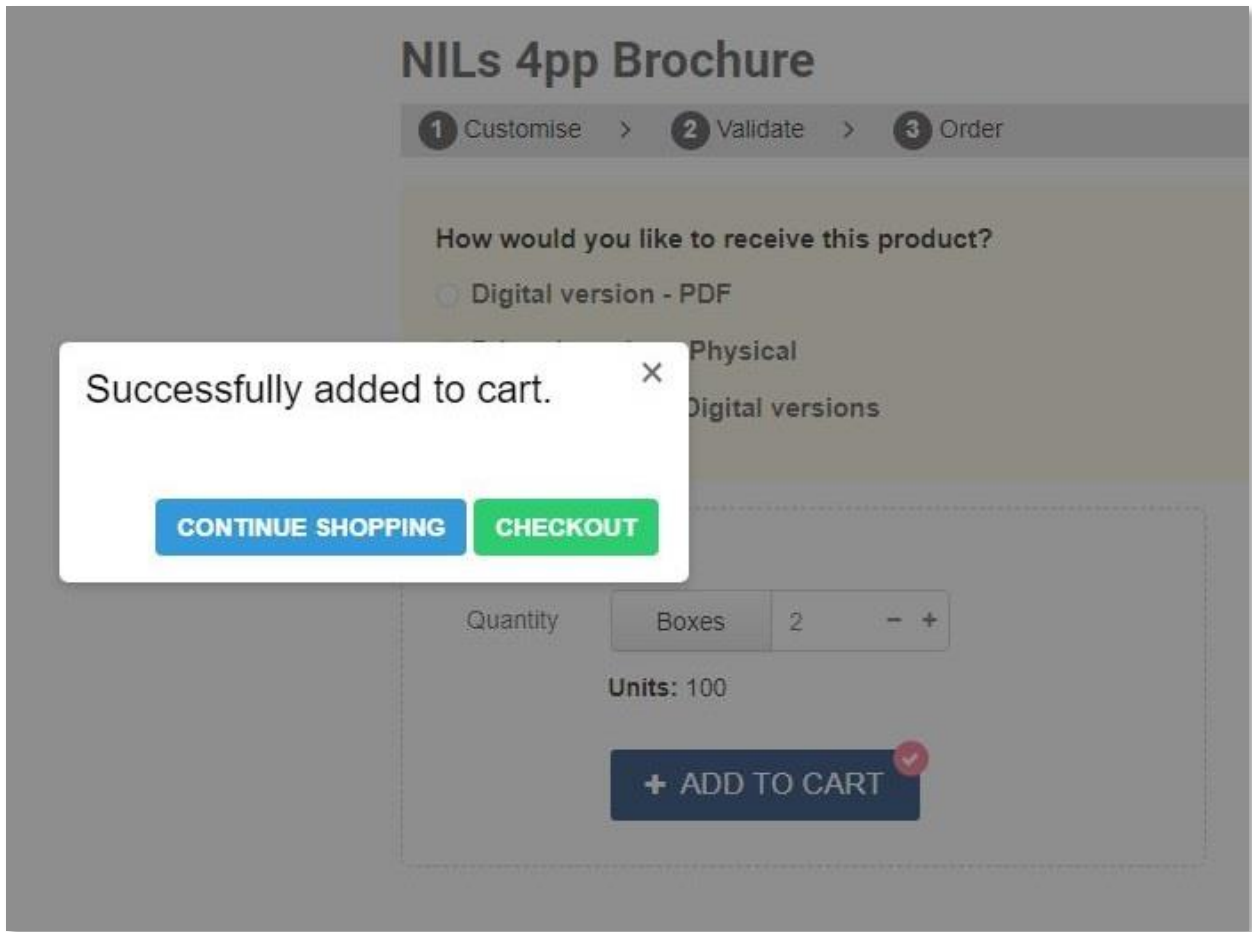 NILs 4pp Brochure
1 Customise > 2 Validate > 3 Order
How would you like to receive this product?
Digital version - PDF
Physical
Digital versions
Successfully added to cart. ×
CONTINUE SHOPPING CHECKOUT
Quantity Boxes 2 - +
Units: 100
+ ADD TO CART